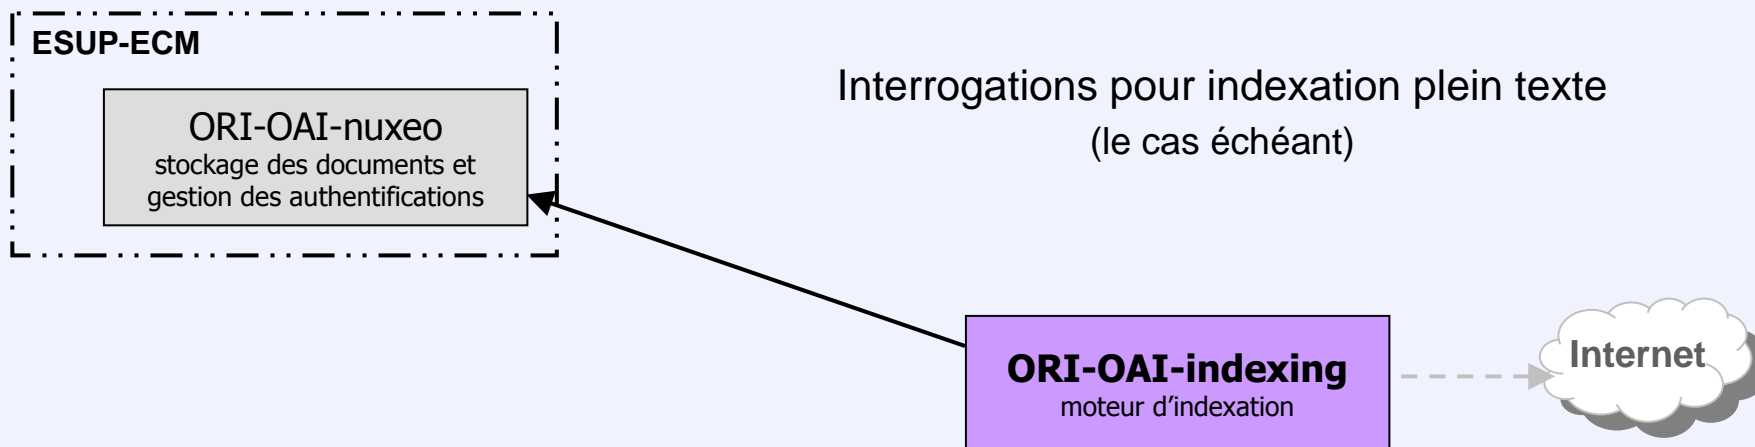 ESUP-ECM
ORI-OAI-nuxeo
stockage des documents et
gestion des authentifications
Interrogations pour indexation plein texte
(le cas échéant)
ORI-OAI-indexing
moteur d’indexation
Internet